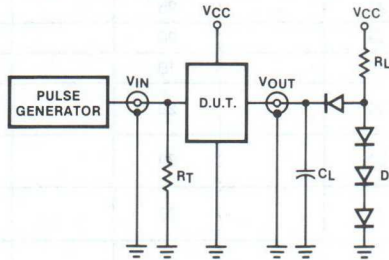 VCC
VCC
RL
VIN
VOUT
PULSE
GENERATOR
D.U.T.
RT
CL
D